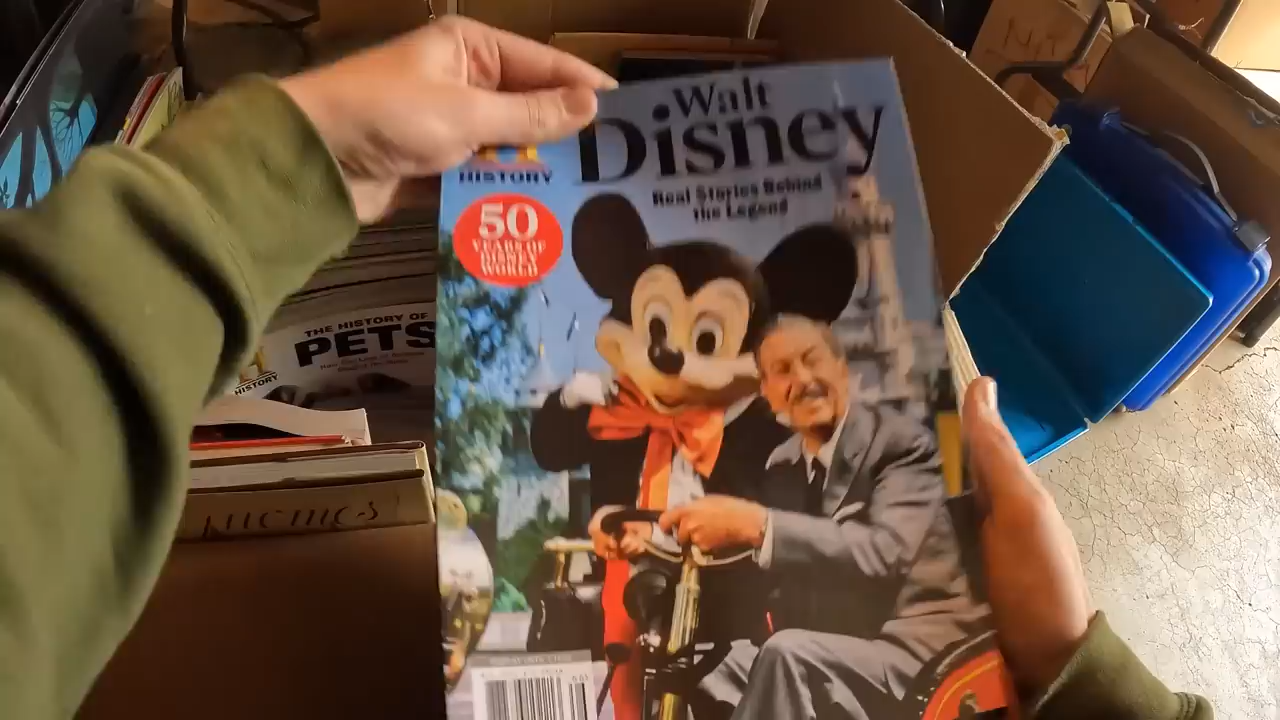 Walt
Disney
HISTORY
Real Stories Behind
the Legend
50
YEARS OF
DISNEY
WORLD
THE HISTORY OF
PETS
HISTORY